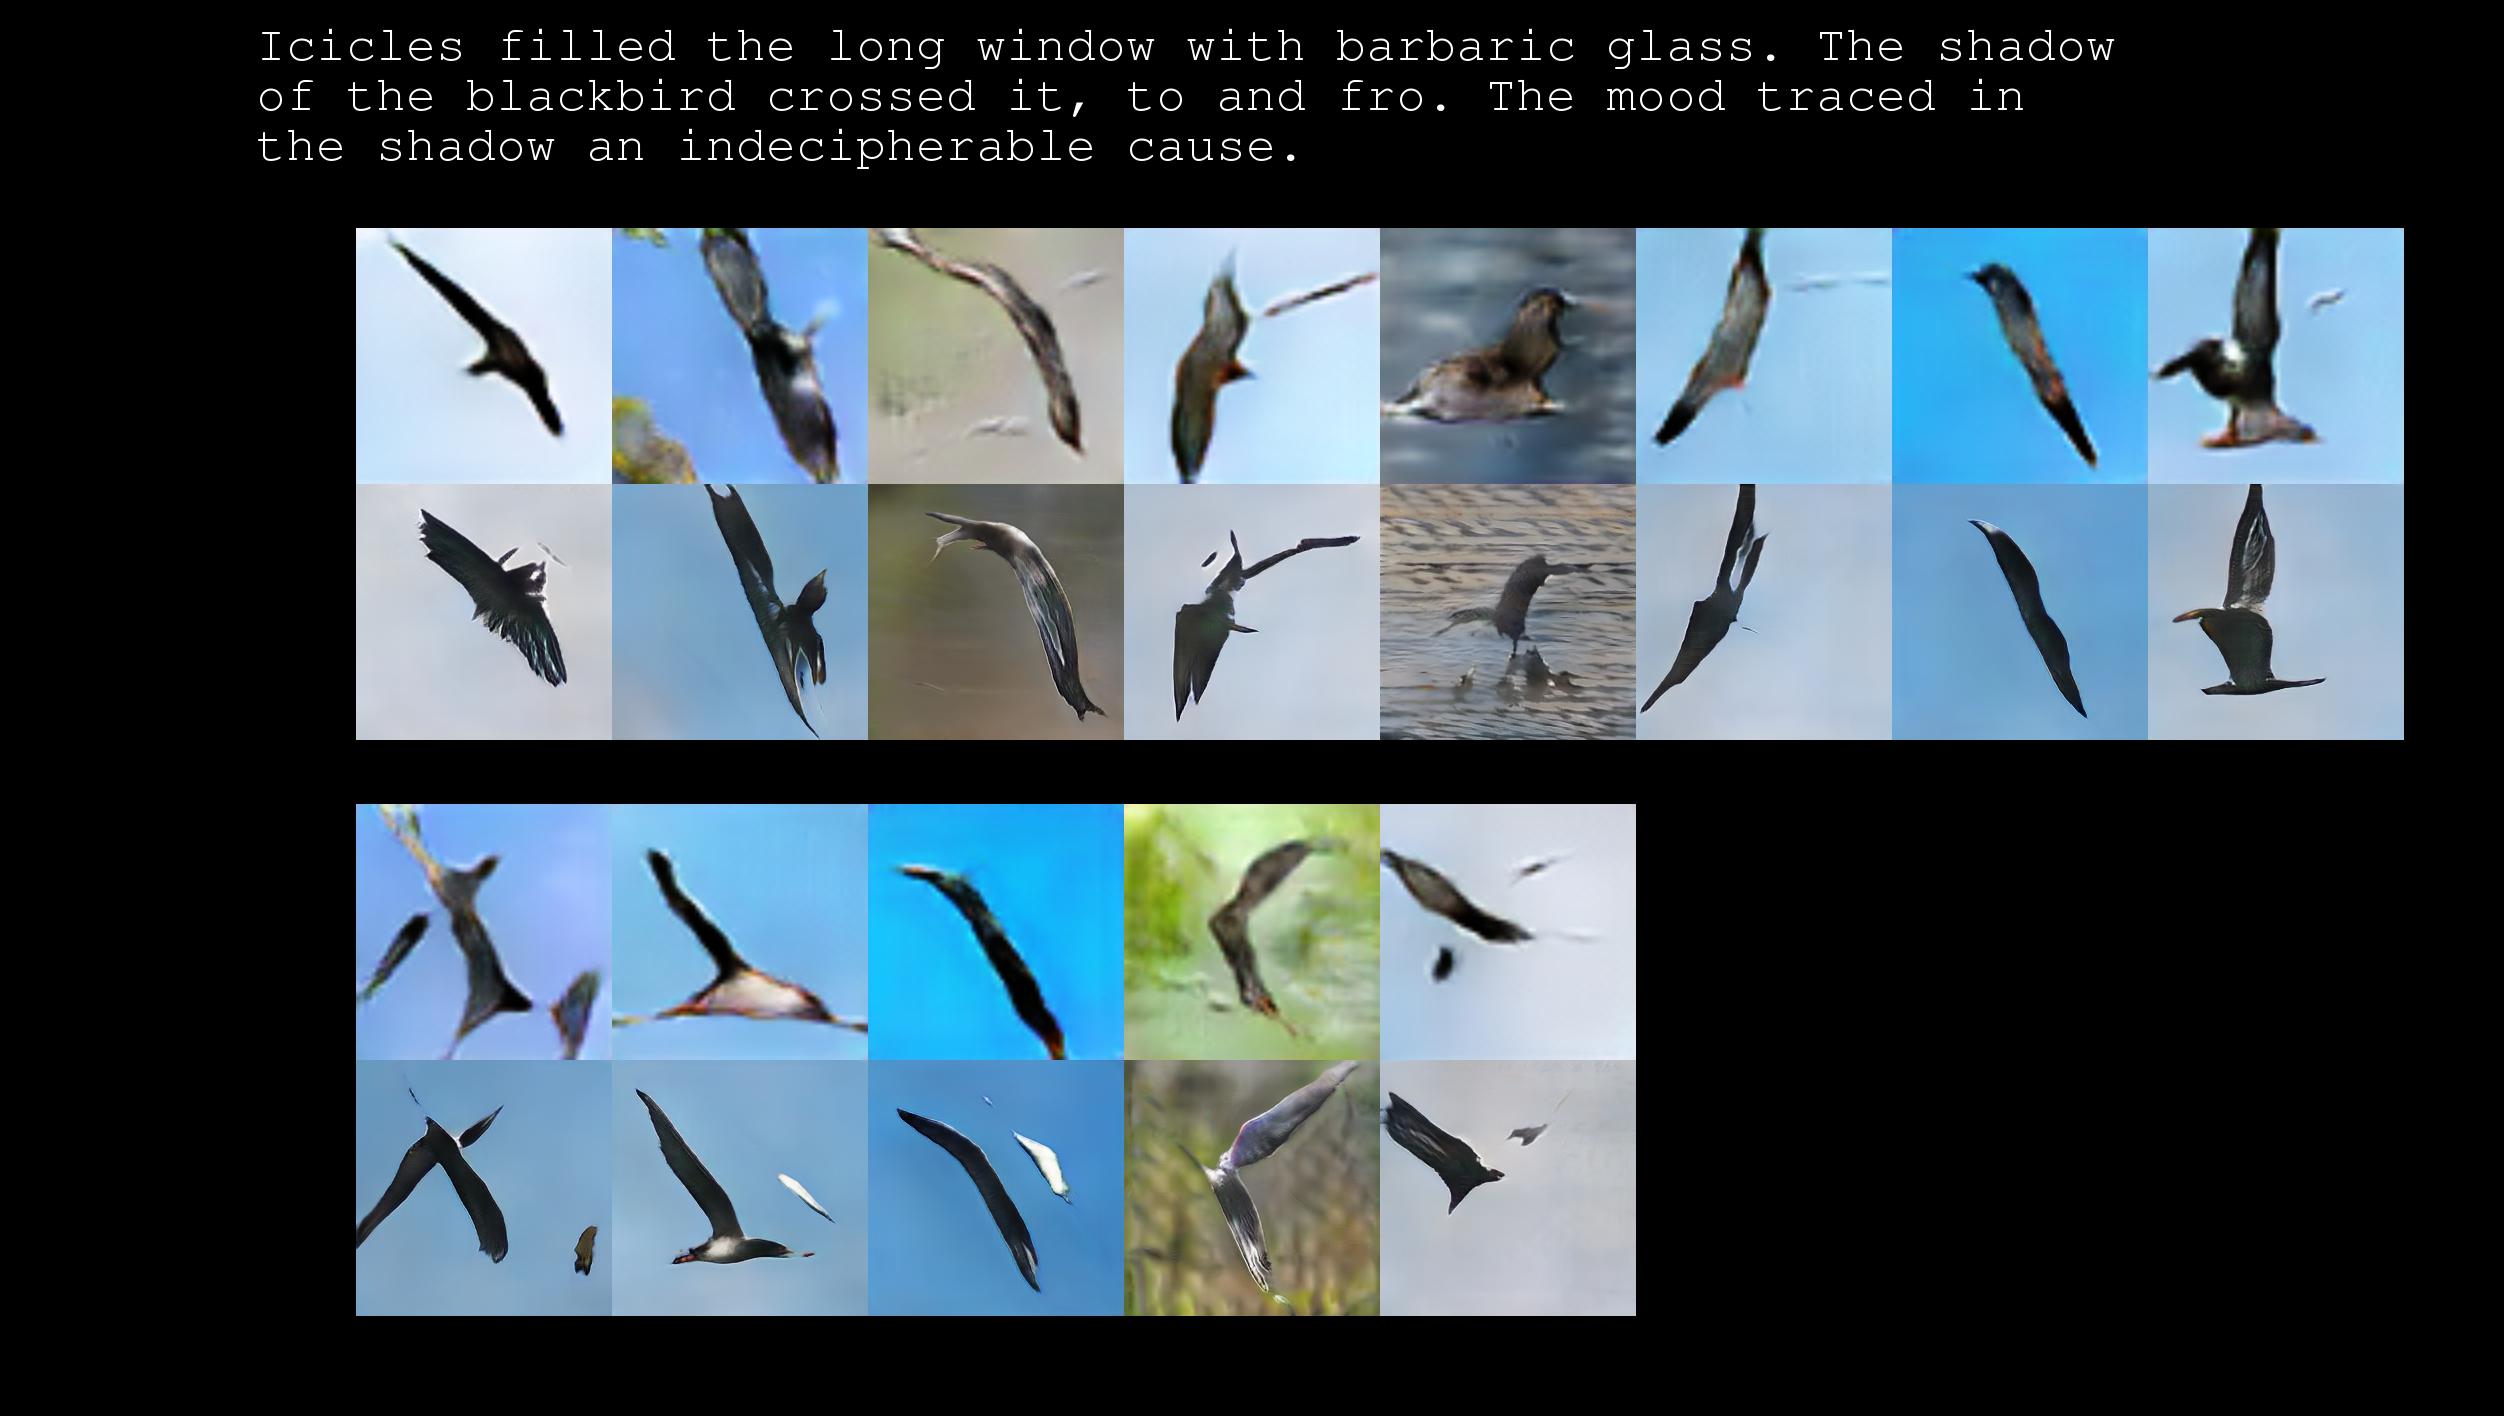 Icicles filled the long window with barbaric glass. The shadow
of the blackbird crossed it, to and fro. The mood traced in
the shadow an indecipherable cause.